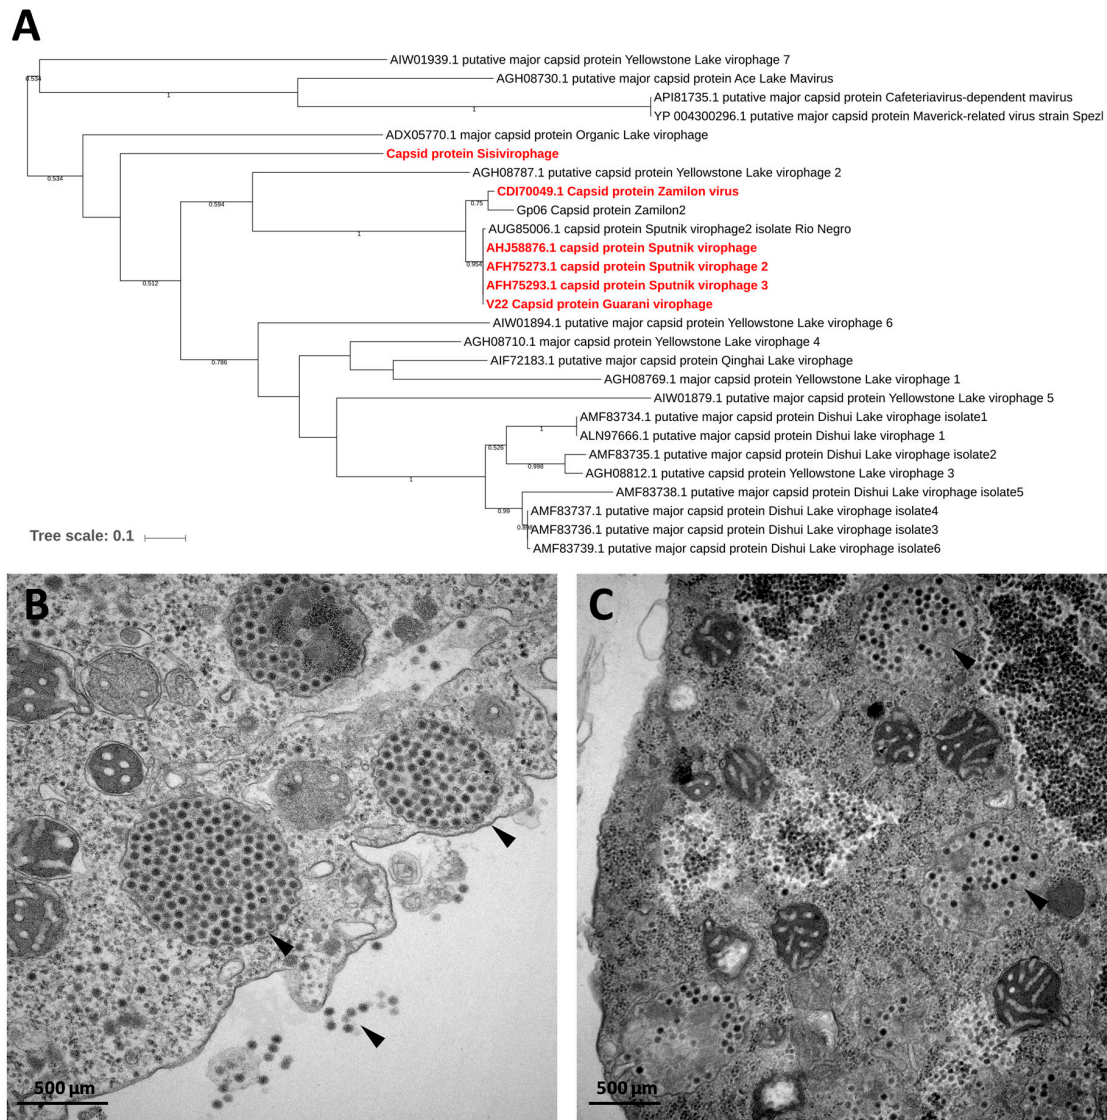 A
AIW01939.1 putative major capsid protein Yellowstone Lake virophage 7
0.534
AGH08730.1 putative major capsid protein Ace Lake Mavirus
1
API81735.1 putative major capsid protein Cafeteriavirus-dependent mavirus
1
YP 004300296.1 putative major capsid protein Maverick-related virus strain Spezl
ADX05770.1 major capsid protein Organic Lake virophage
Capsid protein Sisivirophage
0.534
AGH08787.1 putative capsid protein Yellowstone Lake virophage 2
CDI70049.1 Capsid protein Zamilon virus
0.594
0.75
Gp06 Capsid protein Zamilon2
AUG85006.1 capsid protein Sputnik virophage2 isolate Rio Negro
1
AHJ58876.1 capsid protein Sputnik virophage
0.954
AFH75273.1 capsid protein Sputnik virophage 2
0.512
AFH75293.1 capsid protein Sputnik virophage 3
V22 Capsid protein Guarani virophage
AIW01894.1 putative major capsid protein Yellowstone Lake virophage 6
AGH08710.1 major capsid protein Yellowstone Lake virophage 4
0.786
AIF72183.1 putative major capsid protein Qinghai Lake virophage
AGH08769.1 major capsid protein Yellowstone Lake virophage 1
AIW01879.1 putative major capsid protein Yellowstone Lake virophage 5
AMF83734.1 putative major capsid protein Dishui Lake virophage isolate1
1
ALN97666.1 putative major capsid protein Dishui lake virophage 1
0.526
AMF83735.1 putative major capsid protein Dishui Lake virophage isolate2
0.998
AGH08812.1 putative capsid protein Yellowstone Lake virophage 3
1
AMF83738.1 putative major capsid protein Dishui Lake virophage isolate5
0.99
AMF83737.1 putative major capsid protein Dishui Lake virophage isolate4
AMF83736.1 putative major capsid protein Dishui Lake virophage isolate3
Tree scale: 0.1
AMF83739.1 putative major capsid protein Dishui Lake virophage isolate6
B
C
500 µm
500 µm